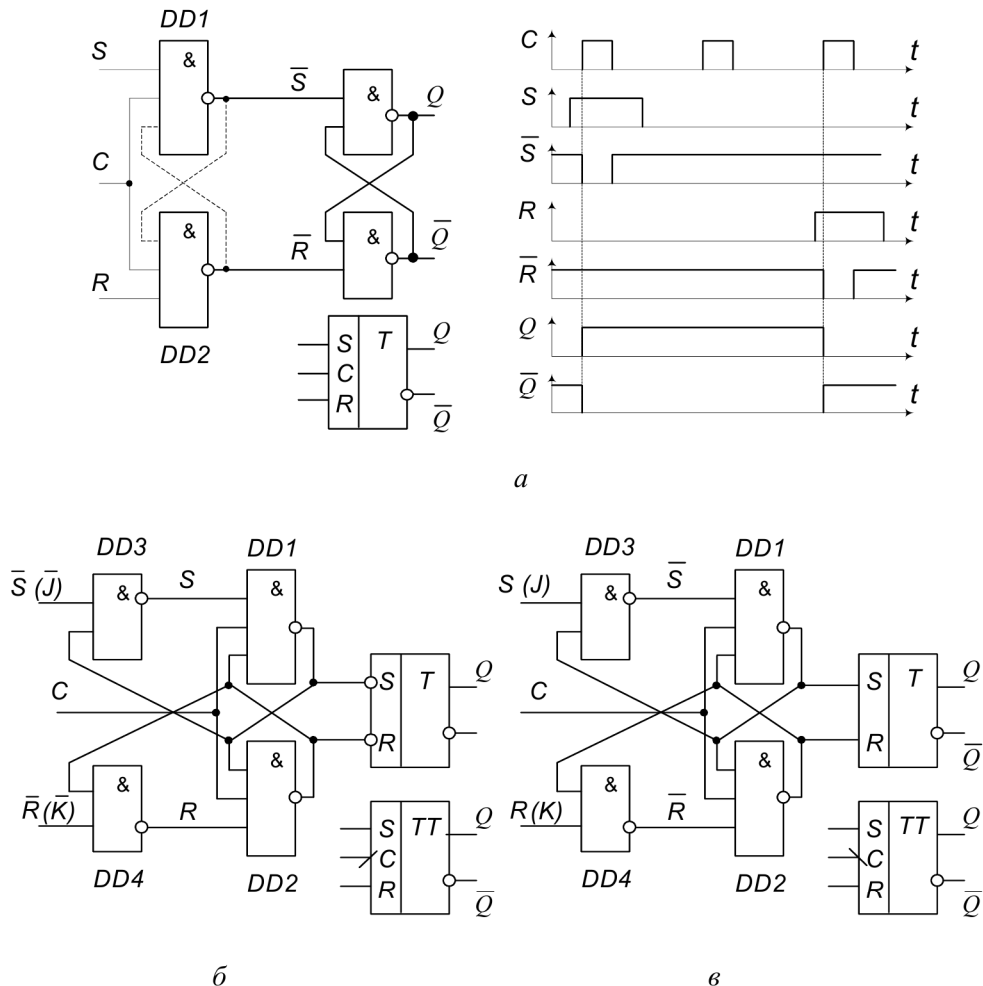 DD1
S
&
S̅
&
Q
C
R̅
&
&
Q̅
R
DD2
S T
C
R
Q
Q̅
C t
S t
S̅ t
R t
R̅ t
Q t
Q̅ t
а
DD3
DD1
S̅ (J̅)
&
S
&
C
S T
R
Q
R̅ (K̅)
&
R
&
DD4
DD2
S TT
C
R
Q
Q̅
DD3
DD1
S (J)
&
S̅
&
C
S T
R
Q
Q̅
R (K)
&
R̅
&
DD4
DD2
S TT
C
R
Q
Q̅
б
в